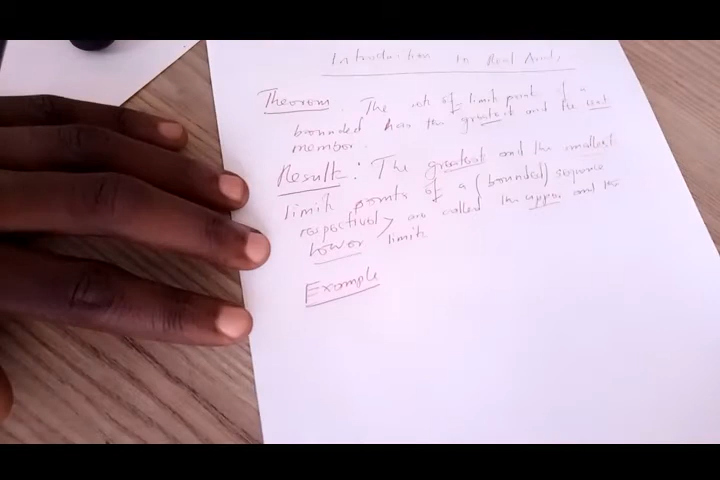 Introduction to Real Anal,
Theorem. The set of limit points of a
bounded has the greatest and the least
member.
Result: The greatest and the smallest
limit points of a (bounded) sequence
respectively are called the upper and the
lower limit
Example